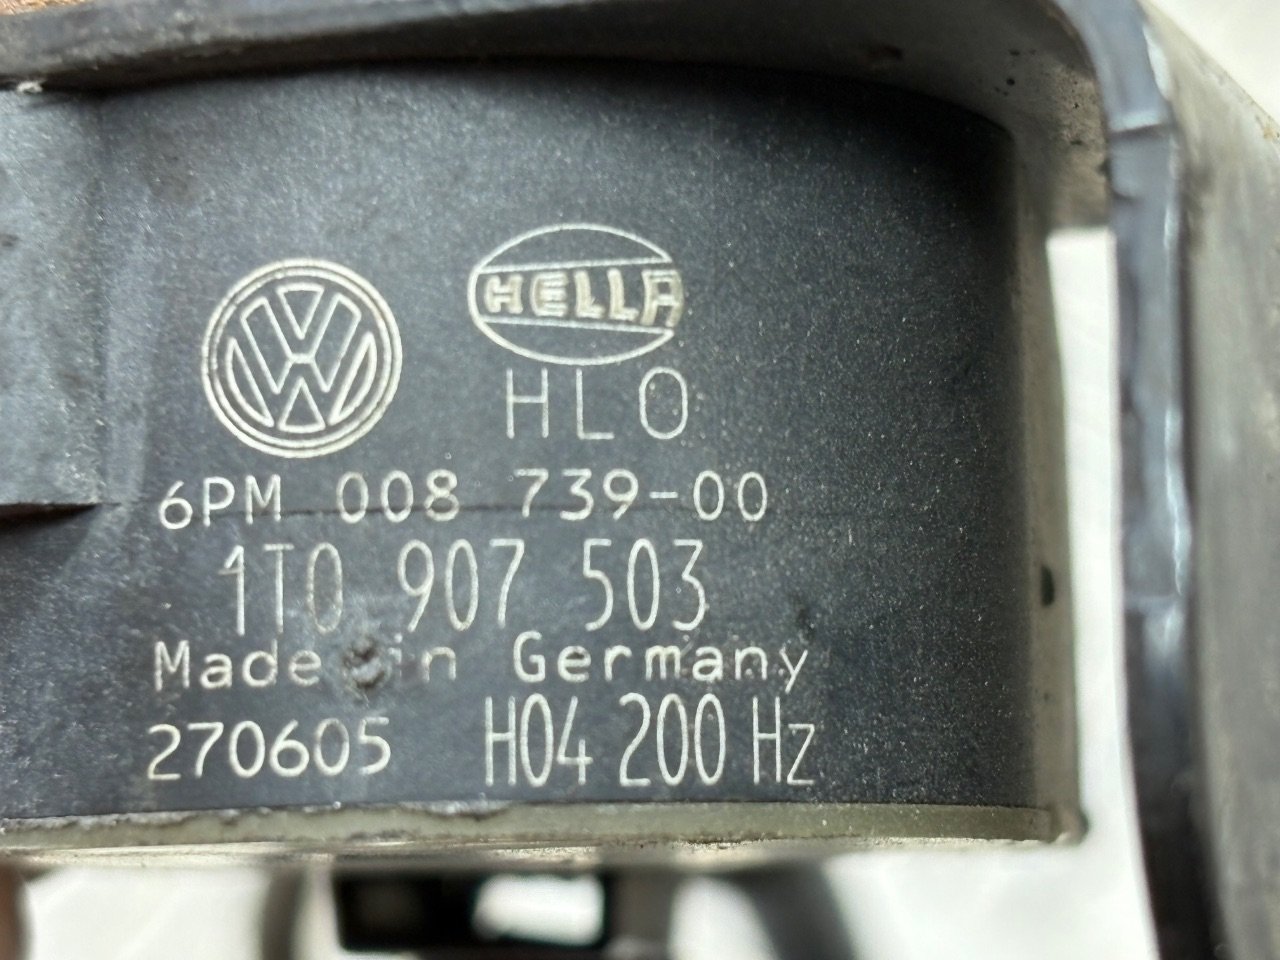 HELLA
HLO
6PM 008 739-00
1T0 907 503
Made in Germany
270605 H04 200 Hz